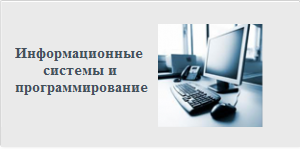 Информационные
системы и
программирование